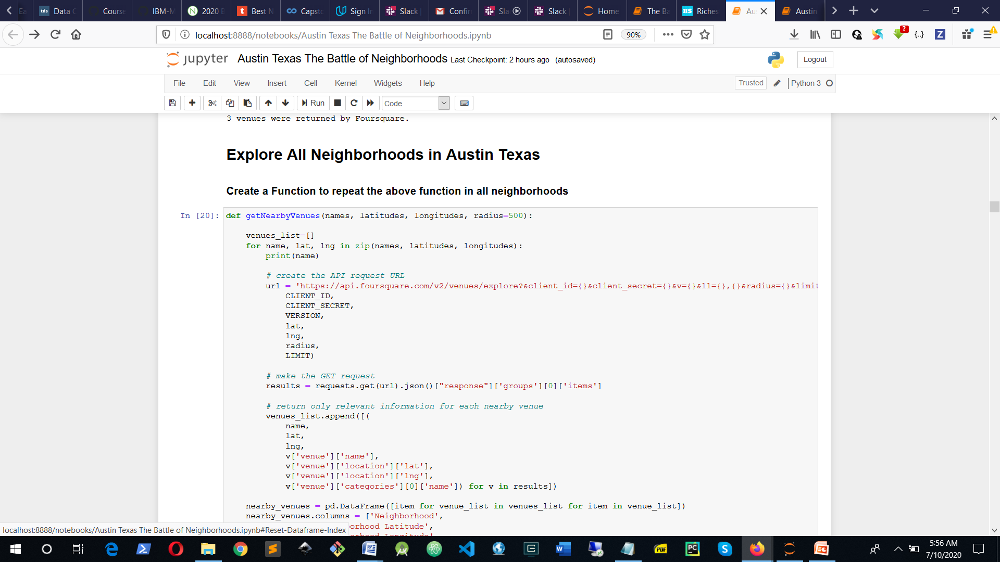 Ea
tds Data C
Course
IBM-M
2020 E
Best N
Capsto
Sign In
Slack
Confir
Sla
Slack
Home
The Ba
HS Riches
Au
Austin
localhost:8888/notebooks/Austin Texas The Battle of Neighborhoods.ipynb
90%
jupyter
Austin Texas The Battle of Neighborhoods Last Checkpoint: 2 hours ago (autosaved)
Logout
File Edit View Insert Cell Kernel Widgets Help
Trusted
Python 3
Run
Code
3 venues were returned by Foursquare.
Explore All Neighborhoods in Austin Texas
Create a Function to repeat the above function in all neighborhoods
In [20]:
def getNearbyVenues(names, latitudes, longitudes, radius=500):
venues_list=[]
for name, lat, lng in zip(names, latitudes, longitudes):
print(name)
# create the API request URL
url = 'https://api.foursquare.com/v2/venues/explore?&client_id={}&client_secret={}&v={}&ll={},{}&radius={}&limit
CLIENT_ID,
CLIENT_SECRET,
VERSION,
lat,
lng,
radius,
LIMIT)
# make the GET request
results = requests.get(url).json()["response"]['groups'][0]['items']
# return only relevant information for each nearby venue
venues_list.append([(
name,
lat,
lng,
v['venue']['name'],
v['venue']['location']['lat'],
v['venue']['location']['lng'],
v['venue']['categories'][0]['name']) for v in results])
nearby_venues = pd.DataFrame([item for venue_list in venues_list for item in venue_list])
nearby_venues.columns = ['Neighborhood',
orhood Latitude',
orhood Longitude'
localhost:8888/notebooks/Austin Texas The Battle of Neighborhoods.ipynb#Reset-Dataframe-Index
5:56 AM
7/10/2020